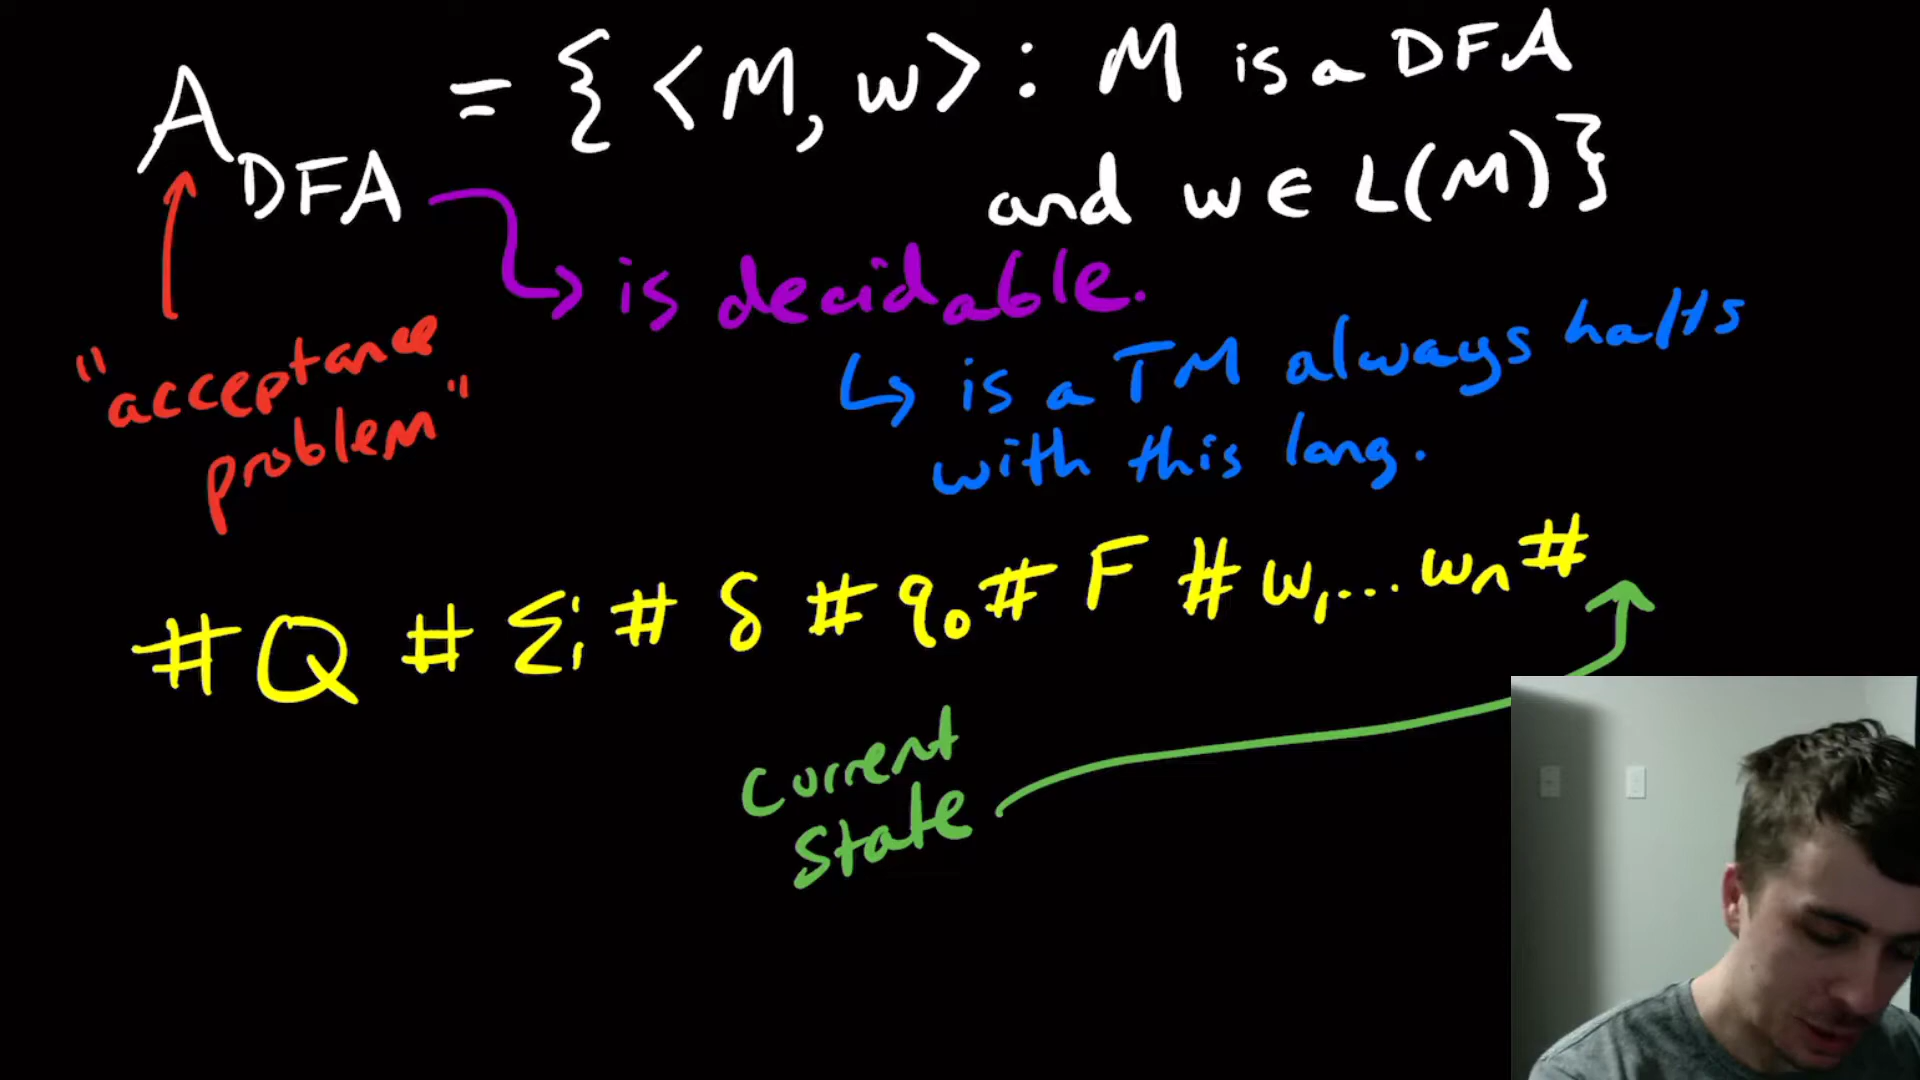 A_DFA = { <M, w> : M is a DFA
and w ∈ L(M) }
↳ is decidable.
"acceptance
problem"
↳ is a TM always halts
with this lang.
# Q # Σ # δ # q₀ # F # w₁ ... wₙ #
current
state